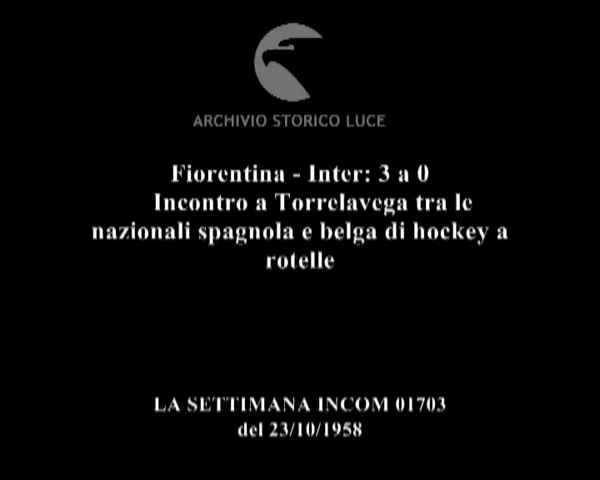 ARCHIVIO STORICO LUCE
Fiorentina - Inter: 3 a 0
Incontro a Torrelavega tra le
nazionali spagnola e belga di hockey a
rotelle
LA SETTIMANA INCOM 01703
del 23/10/1958